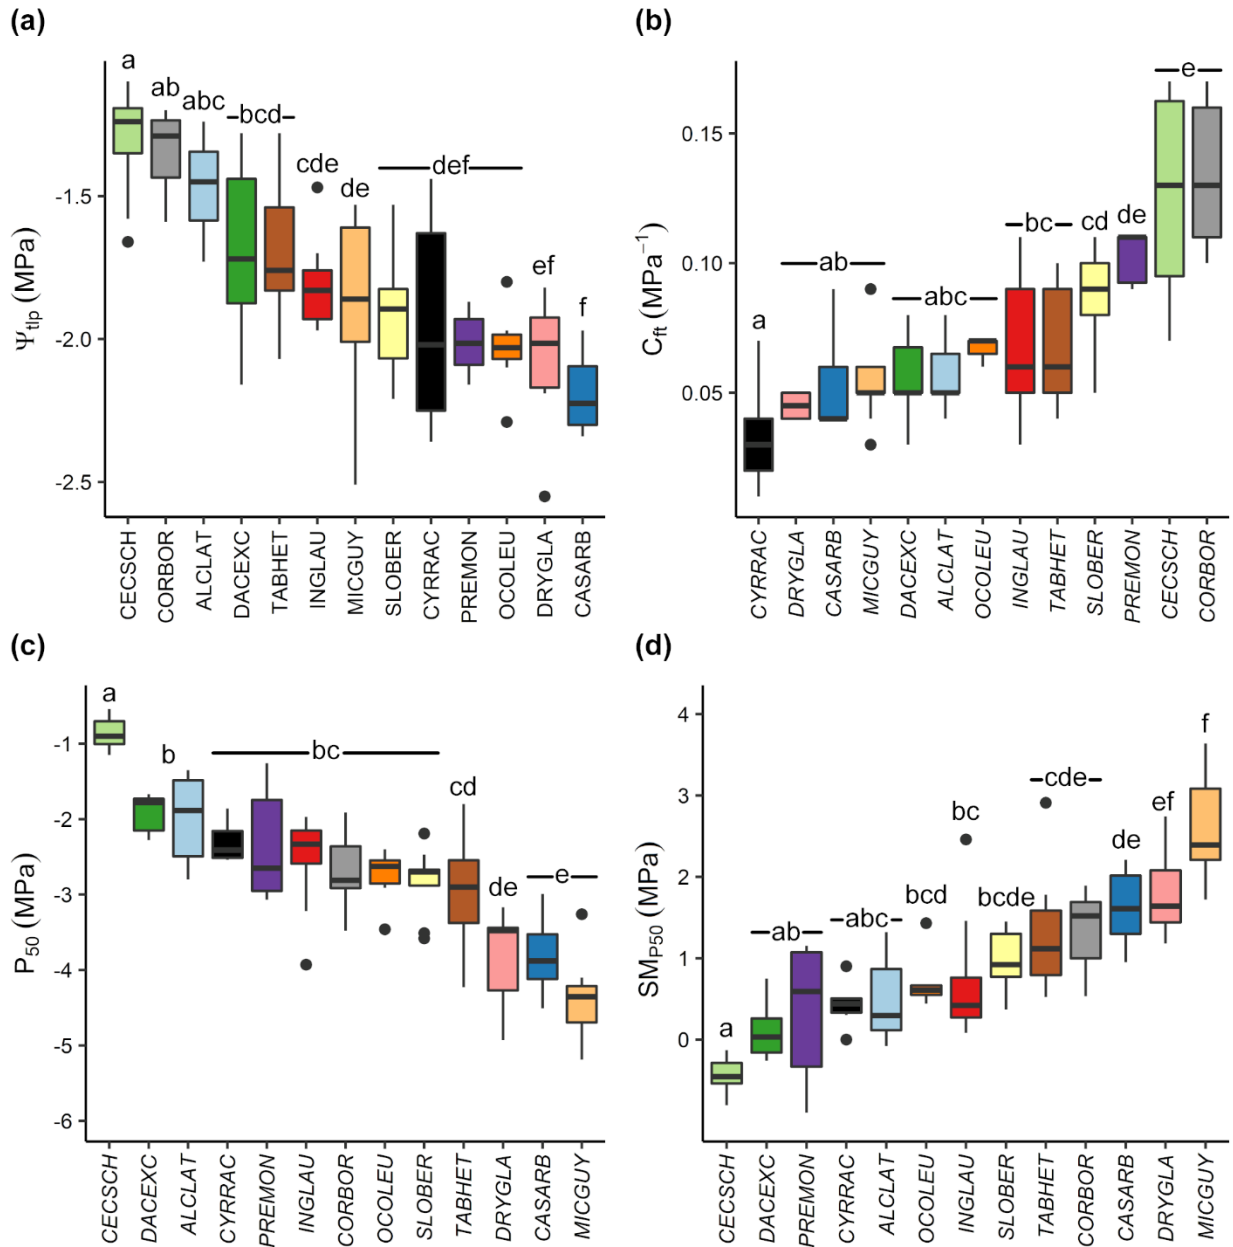 (a)
a
ab
abc
bcd
cde
de
def
ef
f
-1.5
-2.0
-2.5
Ψtlp (MPa)
CECSCH
CORBOR
ALCLAT
DACEXC
TABHET
INGLAU
MICGUY
SLOBER
CYRRAC
PREMON
OCOLEU
DRYGLA
CASARB
(b)
a
ab
abc
bc
cd
de
e
0.15
0.10
0.05
Cft (MPa−1)
CYRRAC
DRYGLA
CASARB
MICGUY
DACEXC
ALCLAT
OCOLEU
INGLAU
TABHET
SLOBER
PREMON
CECSCH
CORBOR
(c)
a
b
bc
cd
de
e
-1
-2
-3
-4
-5
-6
P50 (MPa)
CECSCH
DACEXC
ALCLAT
CYRRAC
PREMON
INGLAU
CORBOR
OCOLEU
SLOBER
TABHET
DRYGLA
CASARB
MICGUY
(d)
a
ab
abc
bcd
bc
bcde
cde
de
ef
f
4
3
2
1
0
SMP50 (MPa)
CECSCH
DACEXC
PREMON
CYRRAC
ALCLAT
OCOLEU
INGLAU
SLOBER
TABHET
CORBOR
CASARB
DRYGLA
MICGUY